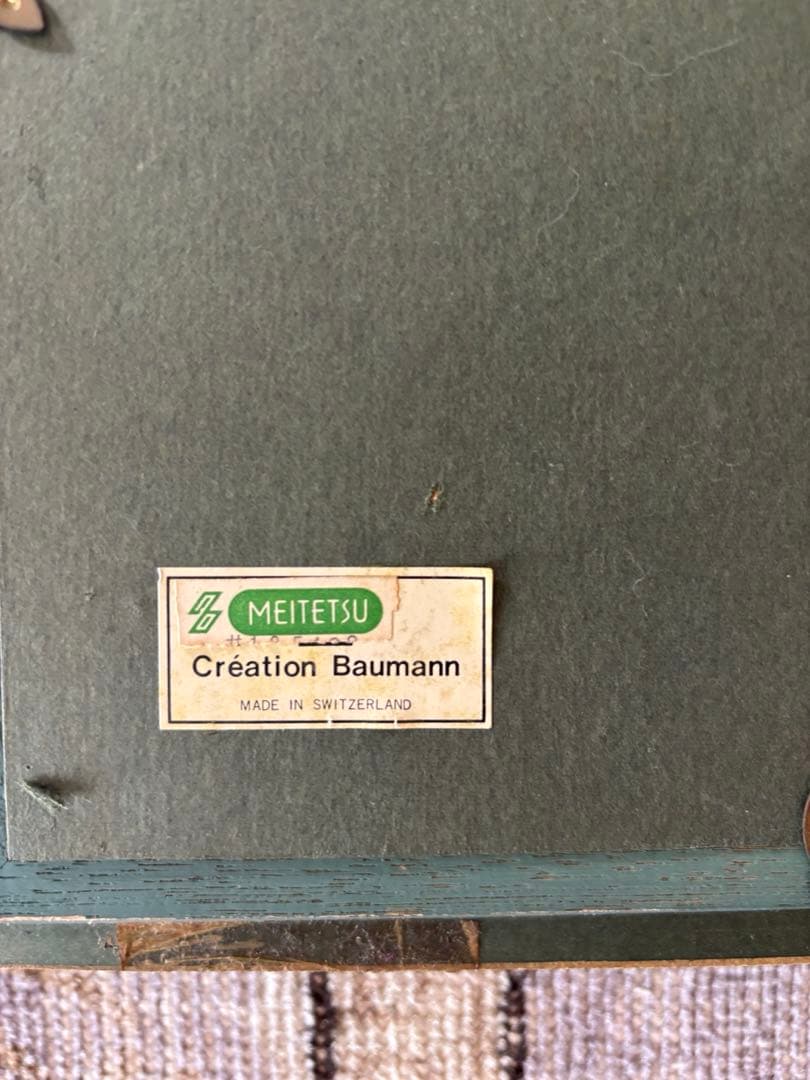 MEITETSU
Création Baumann
MADE IN SWITZERLAND